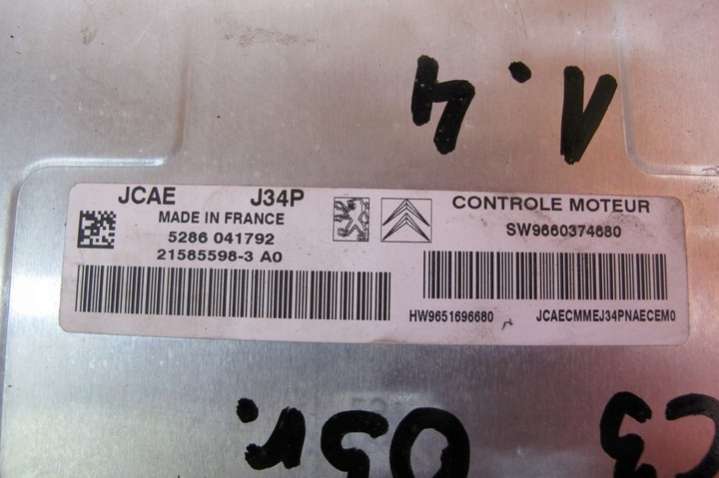 1.4
JCAE J34P
MADE IN FRANCE
5286 041792
21585598-3 A0
CONTROLE MOTEUR
SW9660374680
HW9651696680 JCAECMMEJ34PNAECEM0
C3 05r.